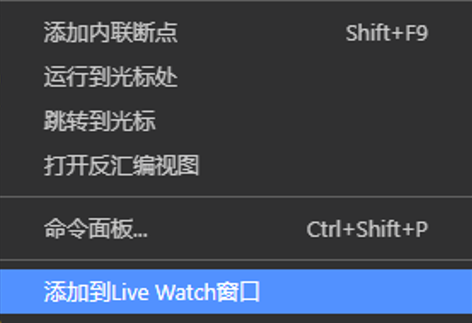 添加内联断点 Shift+F9
运行到光标处
跳转到光标
打开反汇编视图
命令面板... Ctrl+Shift+P
添加到Live Watch窗口